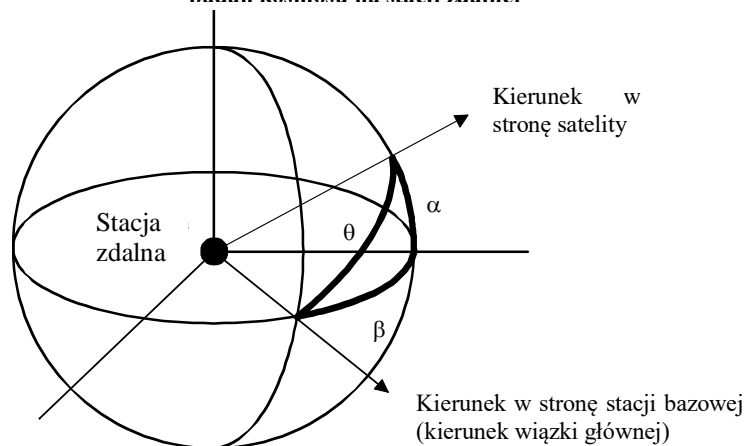 Kierunek w
stronę satelity
α
Stacja
zdalna
θ
β
Kierunek w stronę stacji bazowej
(kierunek wiązki głównej)